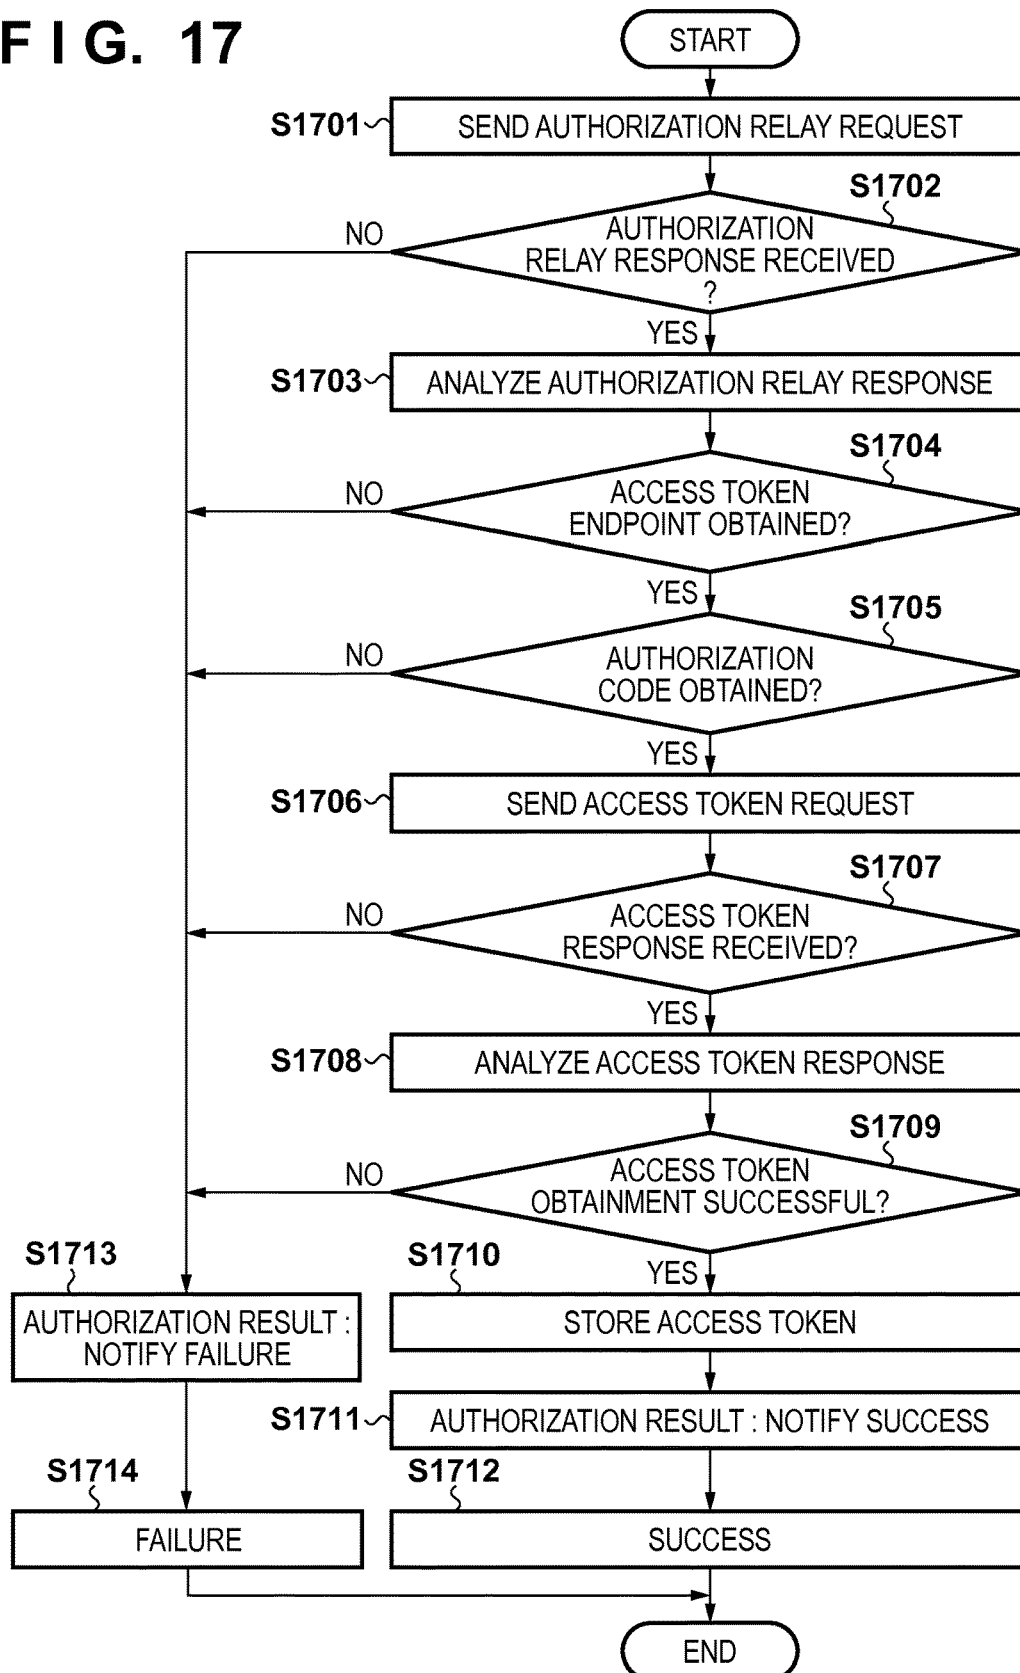 FIG. 17
START
S1701
SEND AUTHORIZATION RELAY REQUEST
S1702
AUTHORIZATION
RELAY RESPONSE RECEIVED
?
NO
YES
S1703
ANALYZE AUTHORIZATION RELAY RESPONSE
S1704
ACCESS TOKEN
ENDPOINT OBTAINED?
NO
YES
S1705
AUTHORIZATION
CODE OBTAINED?
NO
YES
S1706
SEND ACCESS TOKEN REQUEST
S1707
ACCESS TOKEN
RESPONSE RECEIVED?
NO
YES
S1708
ANALYZE ACCESS TOKEN RESPONSE
S1709
ACCESS TOKEN
OBTAINMENT SUCCESSFUL?
NO
YES
S1710
STORE ACCESS TOKEN
S1713
AUTHORIZATION RESULT :
NOTIFY FAILURE
S1711
AUTHORIZATION RESULT : NOTIFY SUCCESS
S1714
FAILURE
S1712
SUCCESS
END